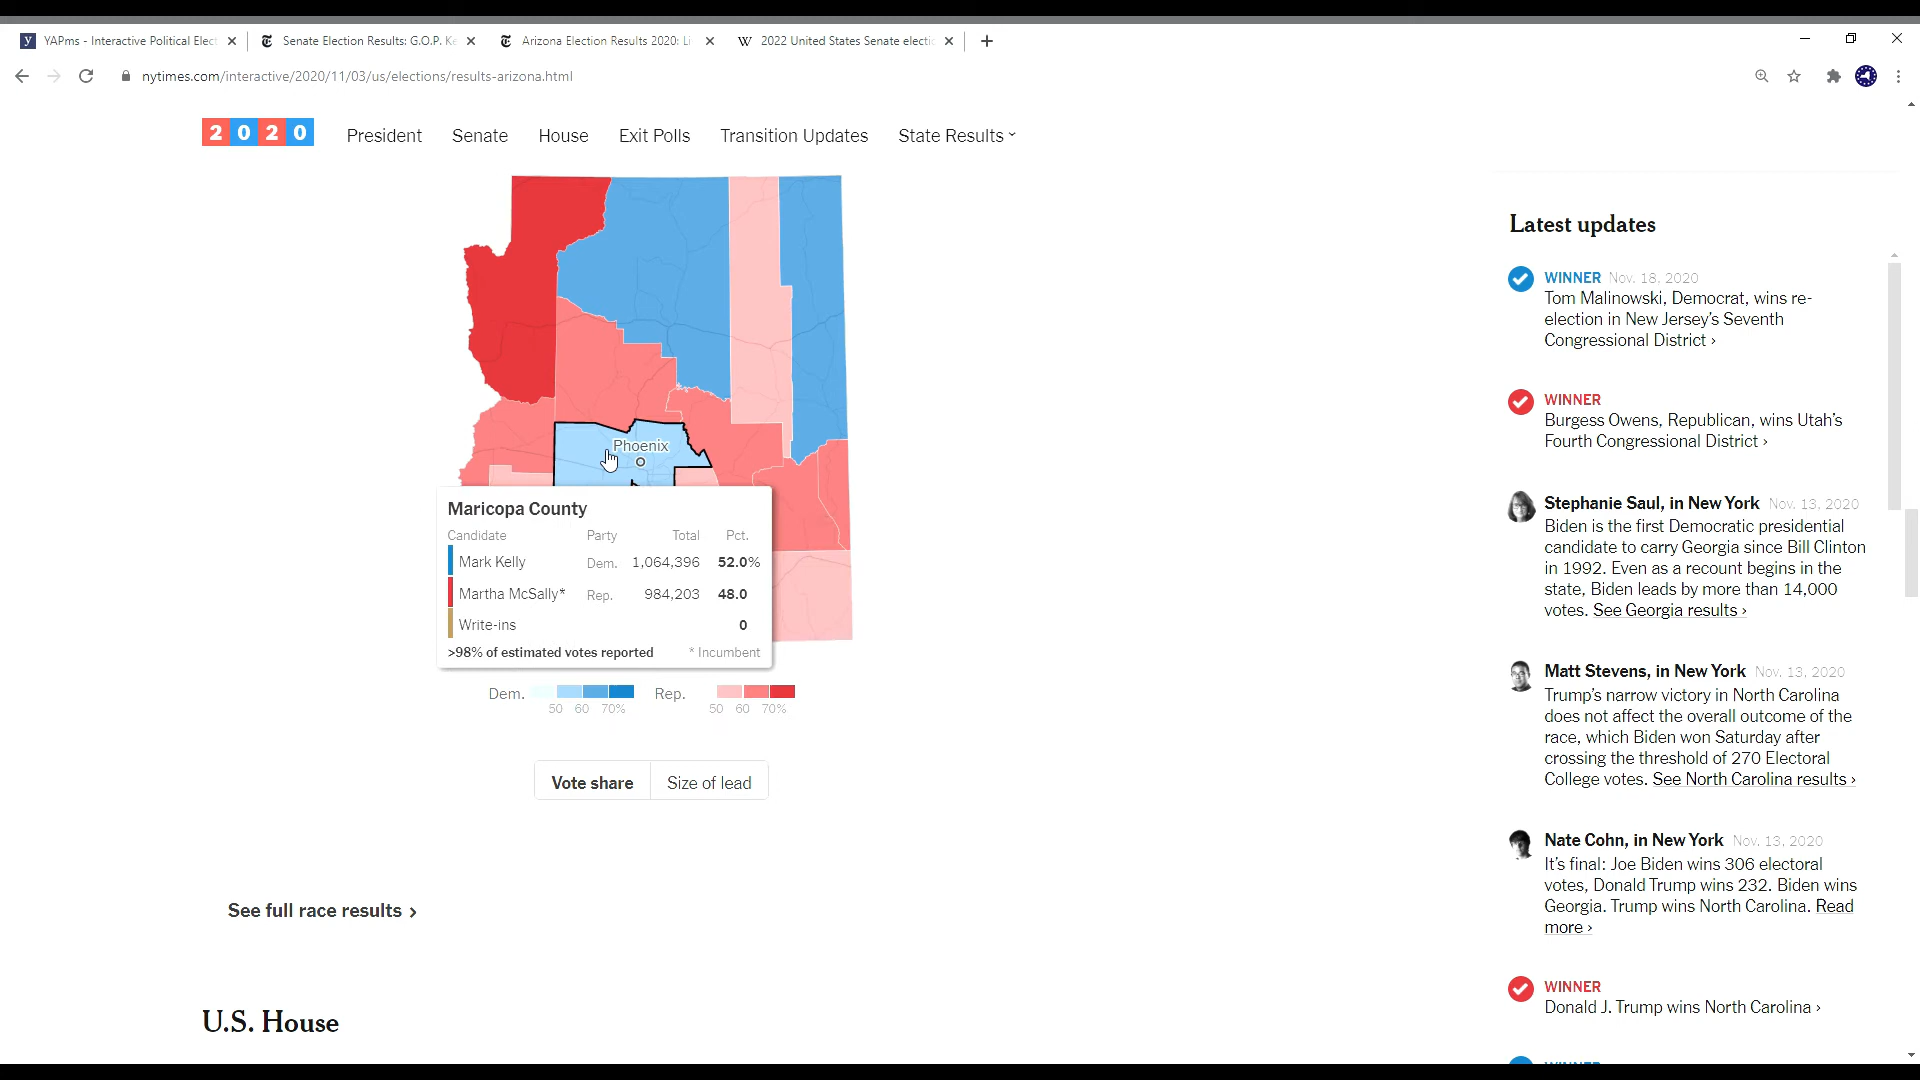 YAPms - Interactive Political Elect
Senate Election Results: G.O.P. Ke
Arizona Election Results 2020: Li
2022 United States Senate electic
nytimes.com/interactive/2020/11/03/us/elections/results-arizona.html
2020
President
Senate
House
Exit Polls
Transition Updates
State Results
Phoenix
Maricopa County
Candidate Party Total Pct.
Mark Kelly Dem. 1,064,396 52.0%
Martha McSally* Rep. 984,203 48.0
Write-ins 0
>98% of estimated votes reported * Incumbent
Dem. Rep.
50 60 70% 50 60 70%
Vote share Size of lead
See full race results ›
U.S. House
Latest updates
WINNER Nov. 18, 2020
Tom Malinowski, Democrat, wins re-
election in New Jersey’s Seventh
Congressional District ›
WINNER
Burgess Owens, Republican, wins Utah’s
Fourth Congressional District ›
Stephanie Saul, in New York Nov. 13, 2020
Biden is the first Democratic presidential
candidate to carry Georgia since Bill Clinton
in 1992. Even as a recount begins in the
state, Biden leads by more than 14,000
votes. See Georgia results ›
Matt Stevens, in New York Nov. 13, 2020
Trump’s narrow victory in North Carolina
does not affect the overall outcome of the
race, which Biden won Saturday after
crossing the threshold of 270 Electoral
College votes. See North Carolina results ›
Nate Cohn, in New York Nov. 13, 2020
It’s final: Joe Biden wins 306 electoral
votes, Donald Trump wins 232. Biden wins
Georgia. Trump wins North Carolina. Read
more ›
WINNER
Donald J. Trump wins North Carolina ›